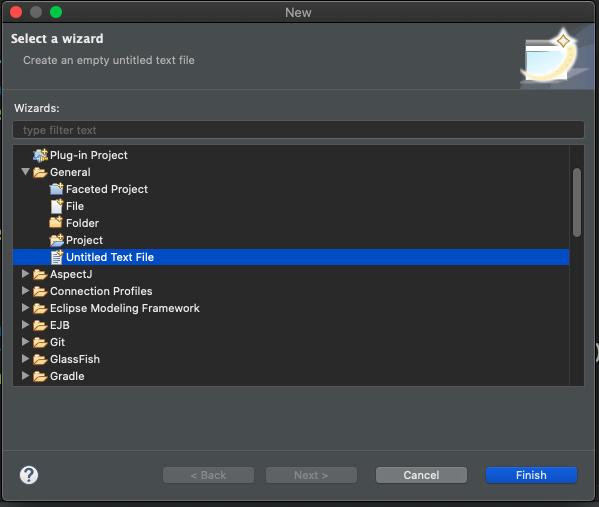 New
Select a wizard
Create an empty untitled text file
Wizards:
type filter text
Plug-in Project
General
Faceted Project
File
Folder
Project
Untitled Text File
AspectJ
Connection Profiles
Eclipse Modeling Framework
EJB
Git
GlassFish
Gradle
? < Back Next > Cancel Finish